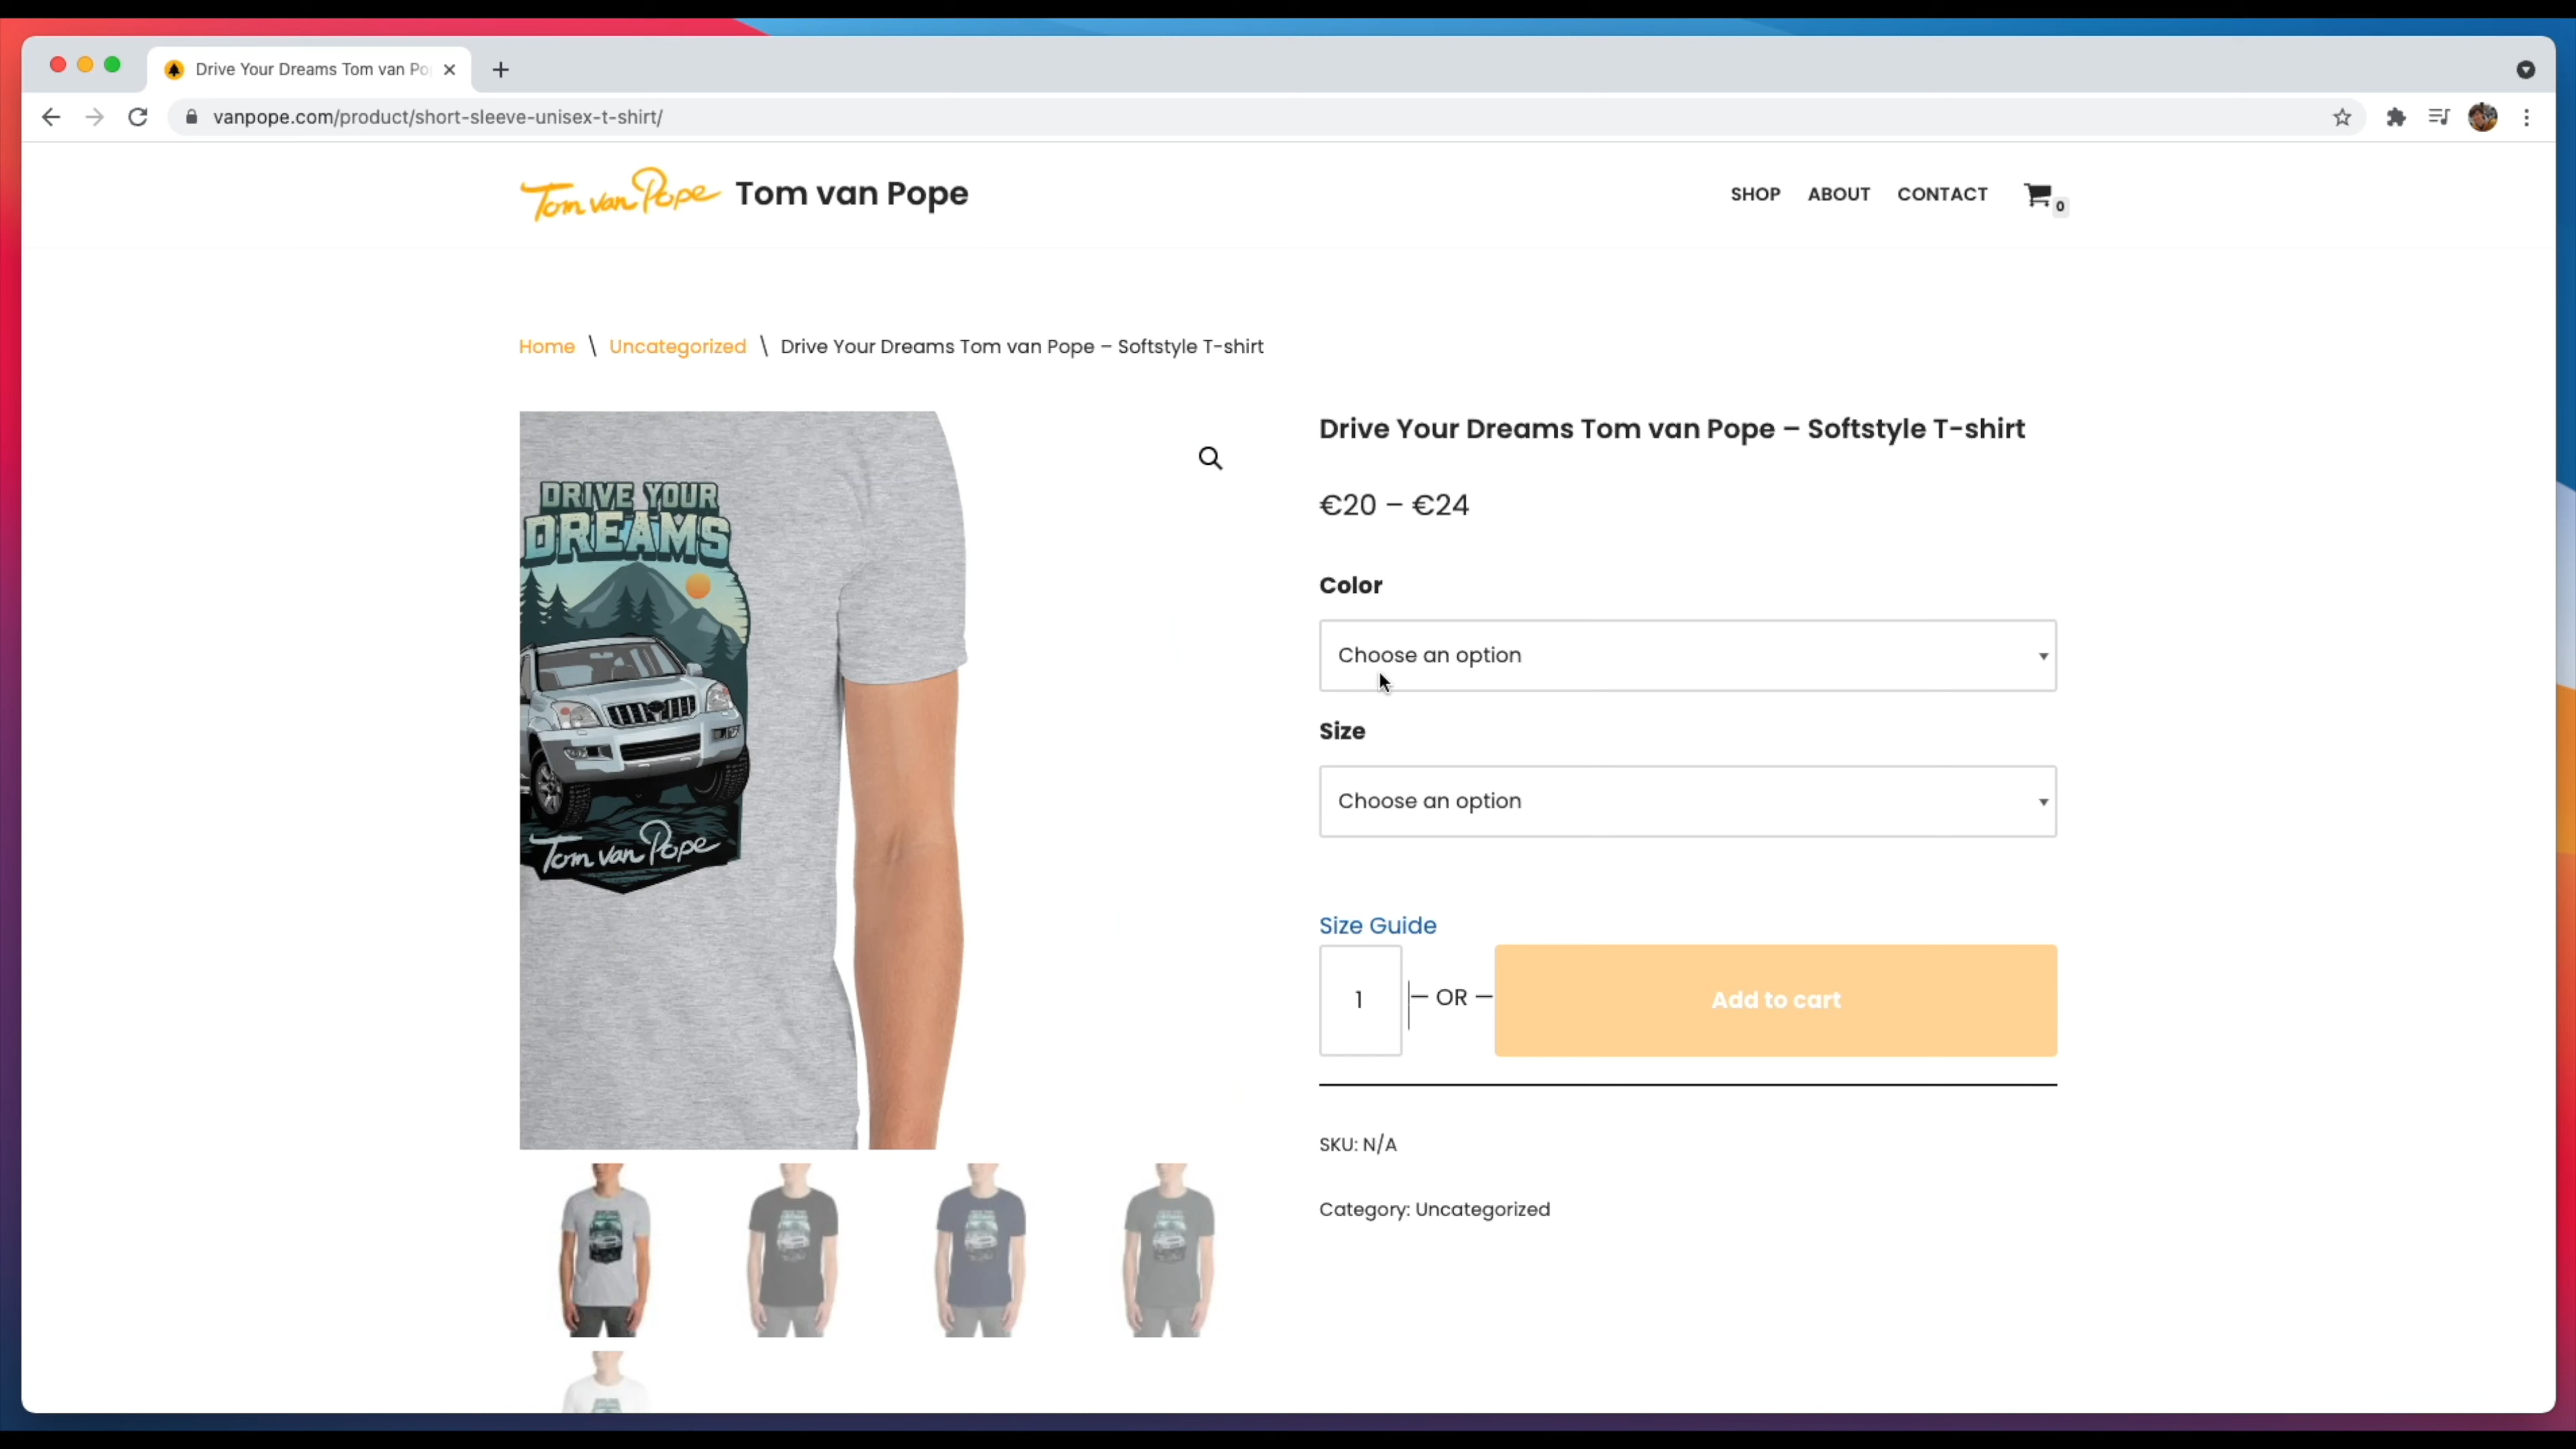 Drive Your Dreams Tom van Po
vanpope.com/product/short-sleeve-unisex-t-shirt/
Tom van Pope Tom van Pope
SHOP ABOUT CONTACT 0
Home \ Uncategorized \ Drive Your Dreams Tom van Pope – Softstyle T-shirt
DRIVE YOUR
DREAMS
Tom van Pope
Drive Your Dreams Tom van Pope – Softstyle T-shirt
€20 – €24
Color
Choose an option
Size
Choose an option
Size Guide
1 — OR — Add to cart
SKU: N/A
Category: Uncategorized